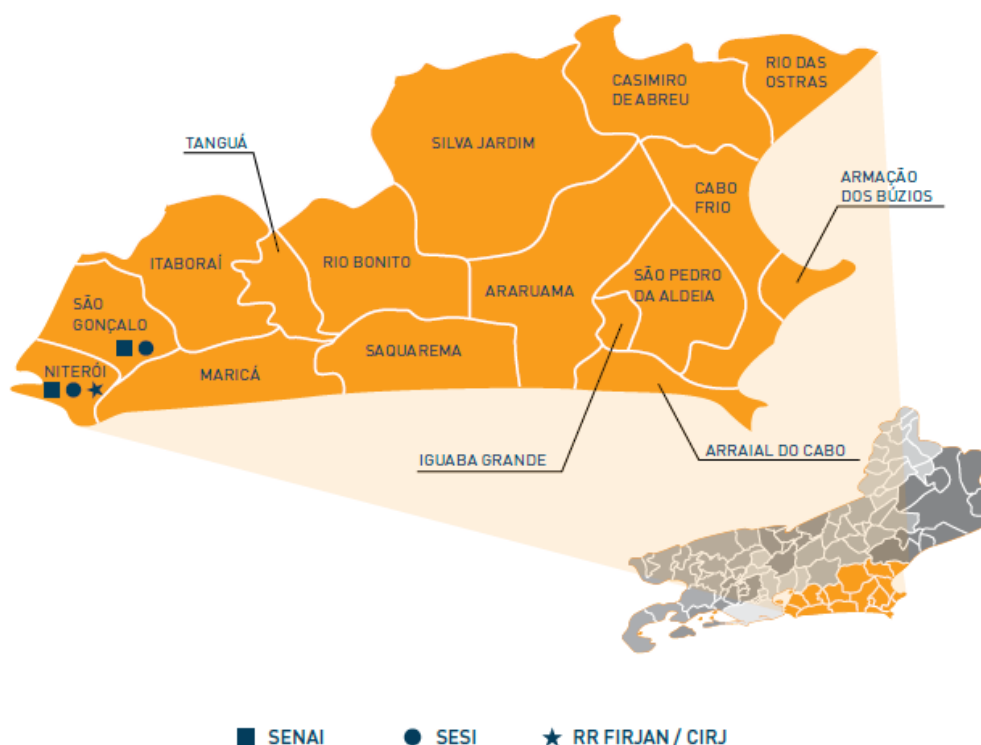 RIO DAS
OSTRAS
CASIMIRO
DE ABREU
TANGUÁ
SILVA JARDIM
ARMAÇÃO
DOS BÚZIOS
CABO
FRIO
ITABORAÍ
RIO BONITO
SÃO PEDRO
DA ALDEIA
ARARUAMA
SÃO
GONÇALO
SAQUAREMA
NITERÓI
MARICÁ
IGUABA GRANDE
ARRAIAL DO CABO
SENAI
SESI
RR FIRJAN / CIRJ